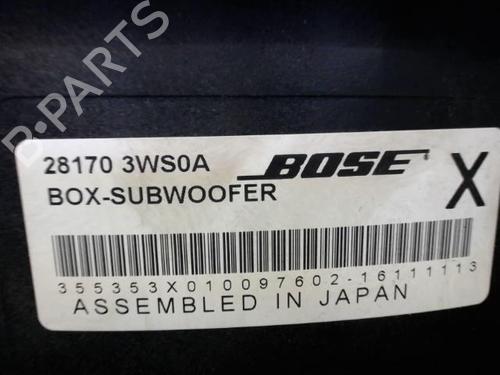 B-PARTS
28170 3WS0A BOSE X
BOX-SUBWOOFER
355353X010097602-16111113
ASSEMBLED IN JAPAN